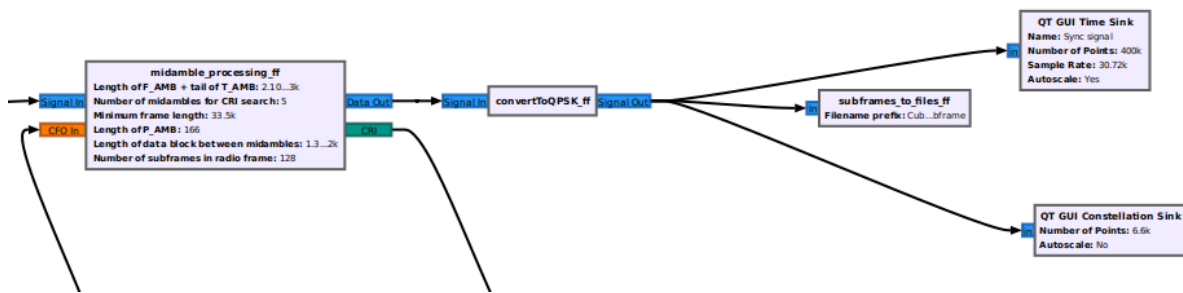 QT GUI Time Sink
Name: Sync signal
Number of Points: 400k
Sample Rate: 30.72k
Autoscale: Yes
In
midamble_processing_ff
Length of F_AMB + tail of T_AMB: 2.10...3k
Number of midambles for CRI search: 5
Minimum frame length: 33.5k
Length of P_AMB: 166
Length of data block between midambles: 1.3...2k
Number of subframes in radio frame: 128
Signal In
CFO In
Data Out
CRI
Signal In
convertToQPSK_ff
Signal Out
In
subframes_to_files_ff
Filename prefix: Cub...bframe
QT GUI Constellation Sink
Number of Points: 6.6k
Autoscale: No
In